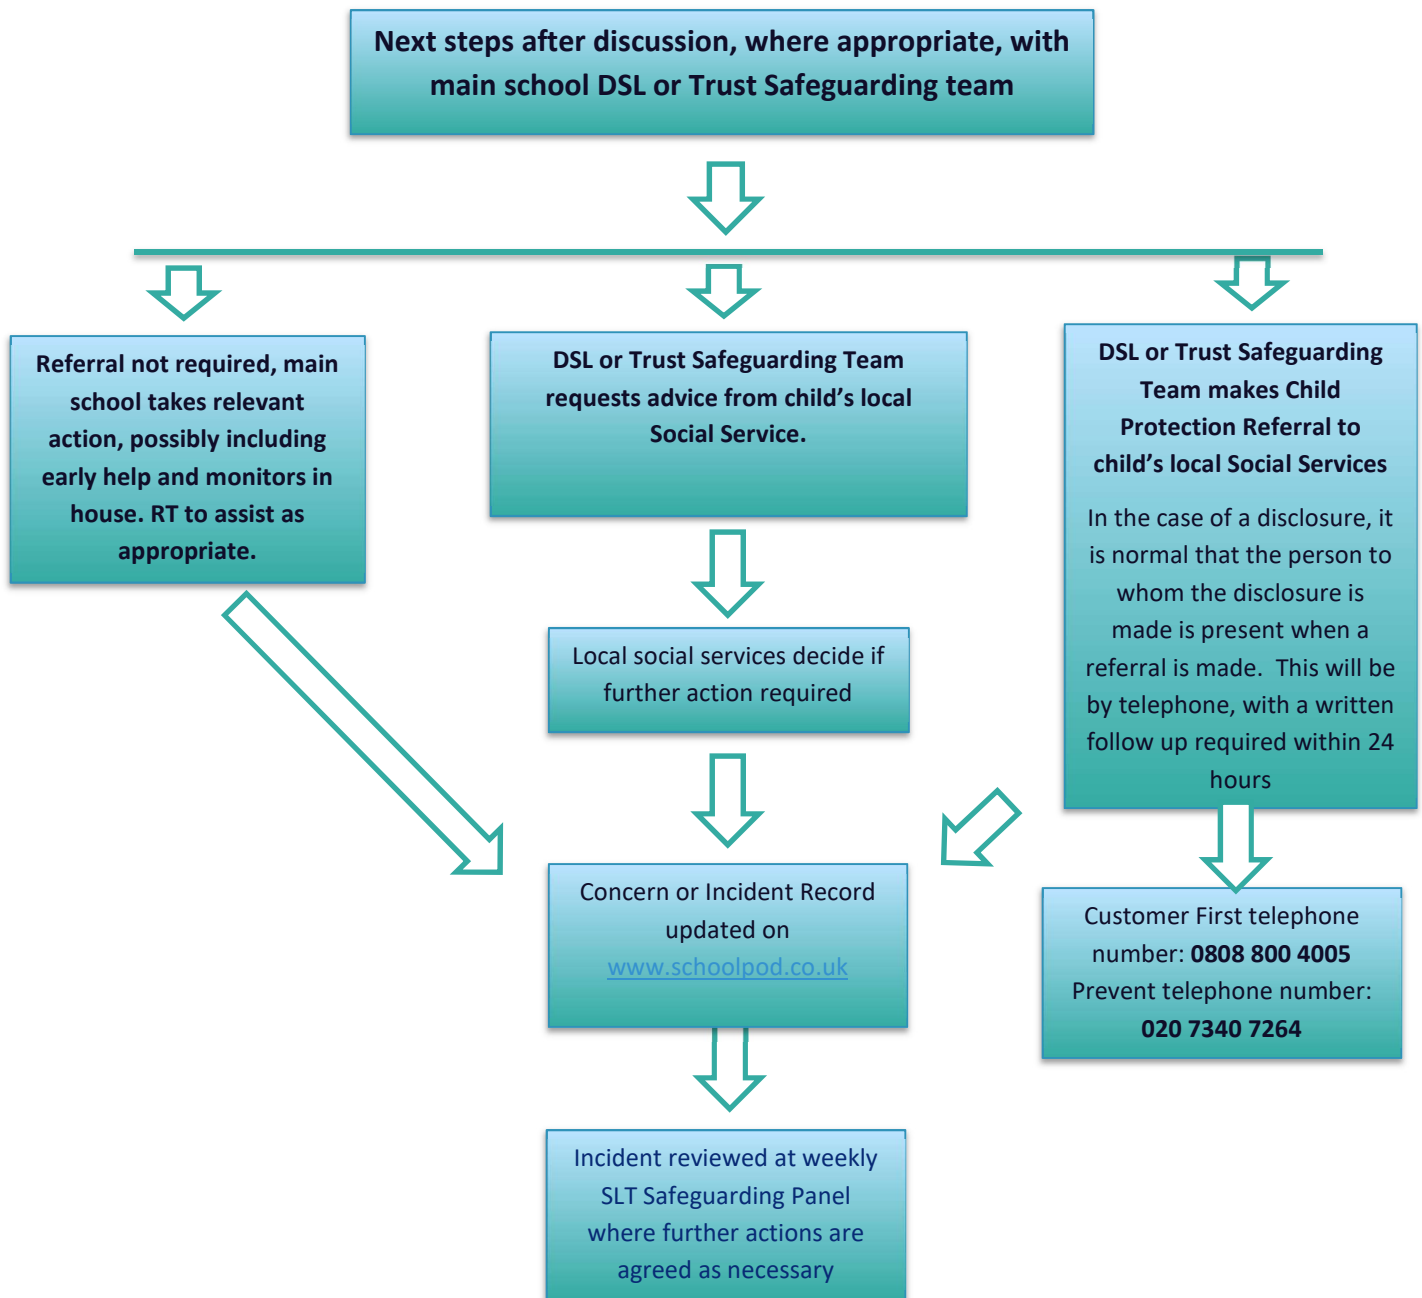 Next steps after discussion, where appropriate, with
main school DSL or Trust Safeguarding team
Referral not required, main
school takes relevant
action, possibly including
early help and monitors in
house. RT to assist as
appropriate.
DSL or Trust Safeguarding Team
requests advice from child’s local
Social Service.
DSL or Trust Safeguarding
Team makes Child
Protection Referral to
child’s local Social Services
In the case of a disclosure, it
is normal that the person to
whom the disclosure is
made is present when a
referral is made.  This will be
by telephone, with a written
follow up required within 24
hours
Local social services decide if
further action required
Concern or Incident Record
updated on
www.schoolpod.co.uk
Customer First telephone
number: 0808 800 4005
Prevent telephone number:
020 7340 7264
Incident reviewed at weekly
SLT Safeguarding Panel
where further actions are
agreed as necessary